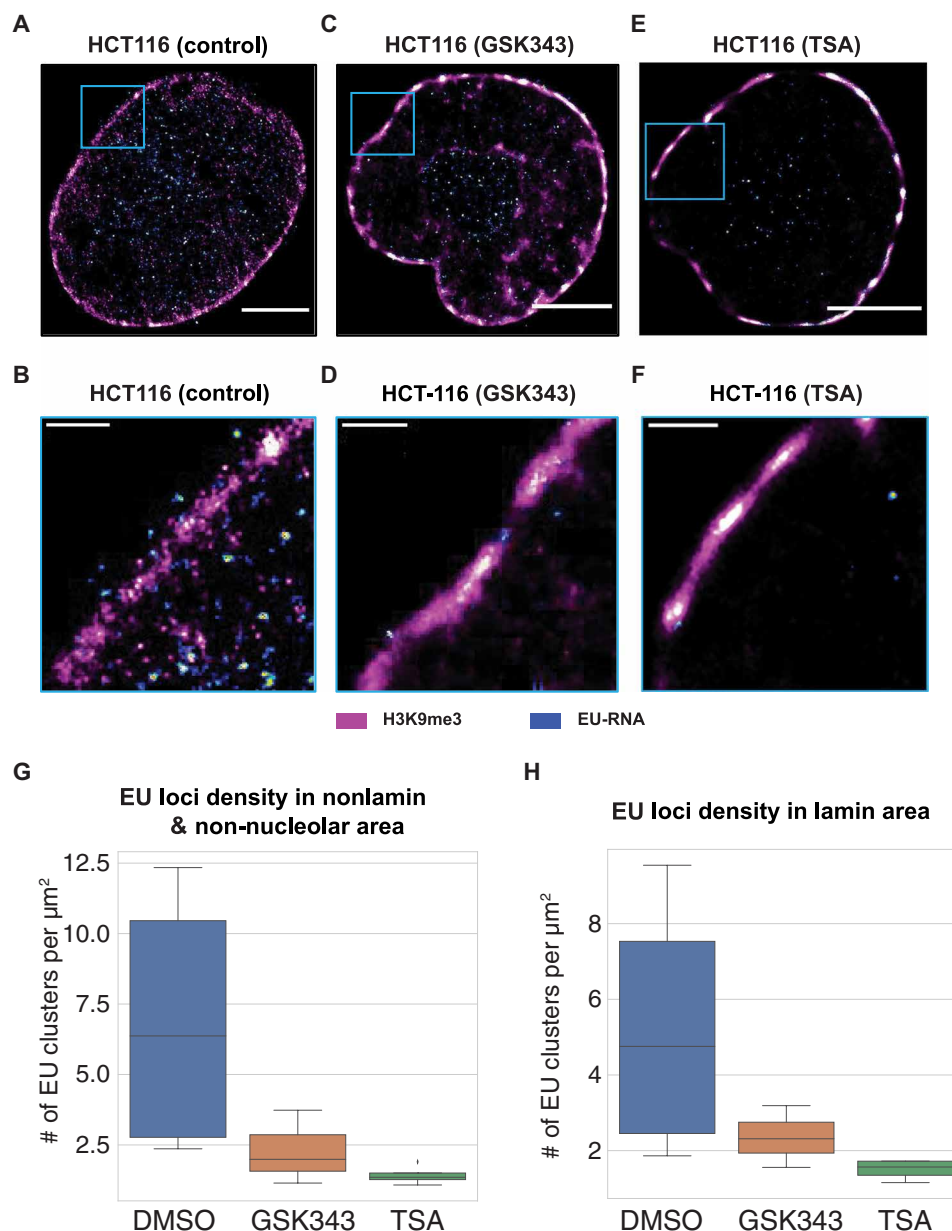 A
HCT116 (control)
C
HCT116 (GSK343)
E
HCT116 (TSA)
B
HCT116 (control)
D
HCT-116 (GSK343)
F
HCT-116 (TSA)
H3K9me3
EU-RNA
G
EU loci density in nonlamin
& non-nucleolar area
# of EU clusters per µm²
12.5
10.0
7.5
5.0
2.5
DMSO
GSK343
TSA
H
EU loci density in lamin area
# of EU clusters per µm²
8
6
4
2
DMSO
GSK343
TSA